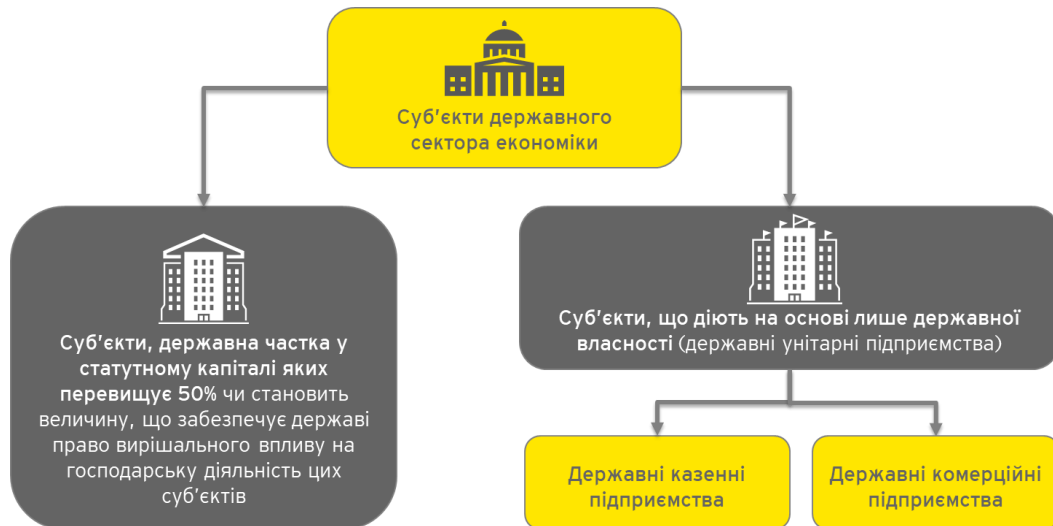 Суб’єкти державного
сектора економіки
Суб’єкти, державна частка у
статутному капіталі яких
перевищує 50% чи становить
величину, що забезпечує державі
право вирішального впливу на
господарську діяльність цих
суб’єктів
Суб’єкти, що діють на основі лише державної
власності (державні унітарні підприємства)
Державні казенні
підприємства
Державні комерційні
підприємства